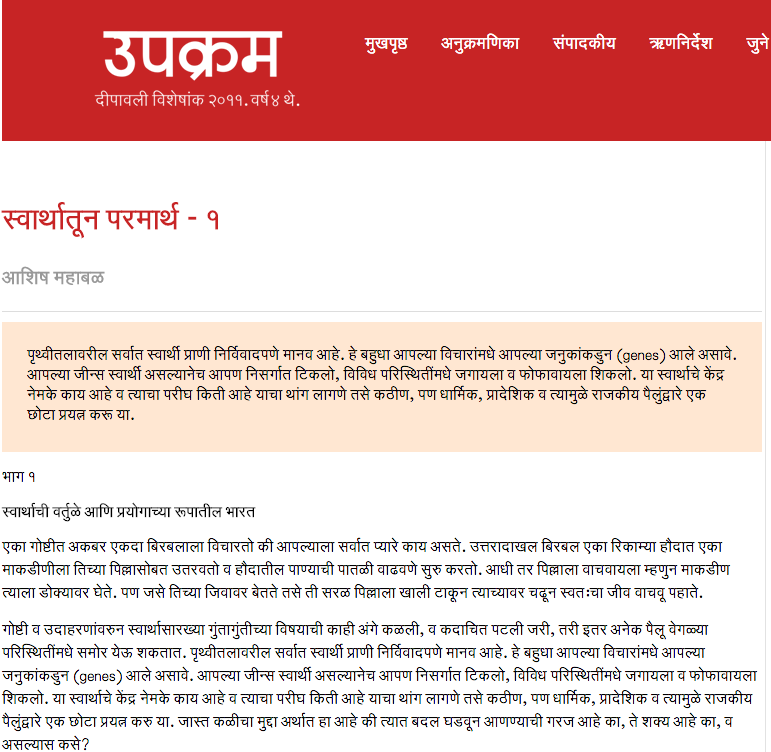 उपक्रम
दीपावली विशेषांक २०११. वर्ष ४ थे.
मुखपृष्ठ अनुक्रमणिका संपादकीय ऋणनिर्देश जुने
स्वार्थातून परमार्थ - १
आशिष महाबळ
पृथ्वीतलावरील सर्वात स्वार्थी प्राणी निर्विवादपणे मानव आहे. हे बहुधा आपल्या विचारांमधे आपल्या जनुकांकडुन (genes) आले असावे.
आपल्या जीन्स स्वार्थी असल्यानेच आपण निसर्गात टिकलो, विविध परिस्थितींमधे जगायला व फोफावायला शिकलो. या स्वार्थाचे केंद्र
नेमके काय आहे व त्याचा परीघ किती आहे याचा थांग लागणे तसे कठीण, पण धार्मिक, प्रादेशिक व त्यामुळे राजकीय पैलुंद्वारे एक
छोटा प्रयत्न करू या.
भाग १
स्वार्थाची वर्तुळे आणि प्रयोगाच्या रूपातील भारत
एका गोष्टीत अकबर एकदा बिरबलाला विचारतो की आपल्याला सर्वात प्यारे काय असते. उत्तरादाखल बिरबल एका रिकाम्या हौदात एका
माकडीणीला तिच्या पिल्लासोबत उतरवतो व हौदातील पाण्याची पातळी वाढवणे सुरु करतो. आधी तर पिल्लाला वाचवायला म्हणुन माकडीण
त्याला डोक्यावर घेते. पण जसे तिच्या जिवावर बेतते तसे ती सरळ पिल्लाला खाली टाकून त्याच्यावर चढून स्वतःचा जीव वाचवू पहाते.
गोष्टी व उदाहरणांवरुन स्वार्थासारख्या गुंतागुंतीच्या विषयाची काही अंगे कळली, व कदाचित पटली जरी, तरी इतर अनेक पैलू वेगळ्या
परिस्थितिंमधे समोर येऊ शकतात. पृथ्वीतलावरील सर्वात स्वार्थी प्राणी निर्विवादपणे मानव आहे. हे बहुधा आपल्या विचारांमधे आपल्या
जनुकांकडुन (genes) आले असावे. आपल्या जीन्स स्वार्थी असल्यानेच आपण निसर्गात टिकलो, विविध परिस्थितींमधे जगायला व फोफावायला
शिकलो. या स्वार्थाचे केंद्र नेमके काय आहे व त्याचा परीघ किती आहे याचा थांग लागणे तसे कठीण, पण धार्मिक, प्रादेशिक व त्यामुळे राजकीय
पैलुंद्वारे एक छोटा प्रयत्न करु या. जास्त कळीचा मुद्दा अर्थात हा आहे की त्यात बदल घडवून आणण्याची गरज आहे का, ते शक्य आहे का, व
असल्यास कसे?